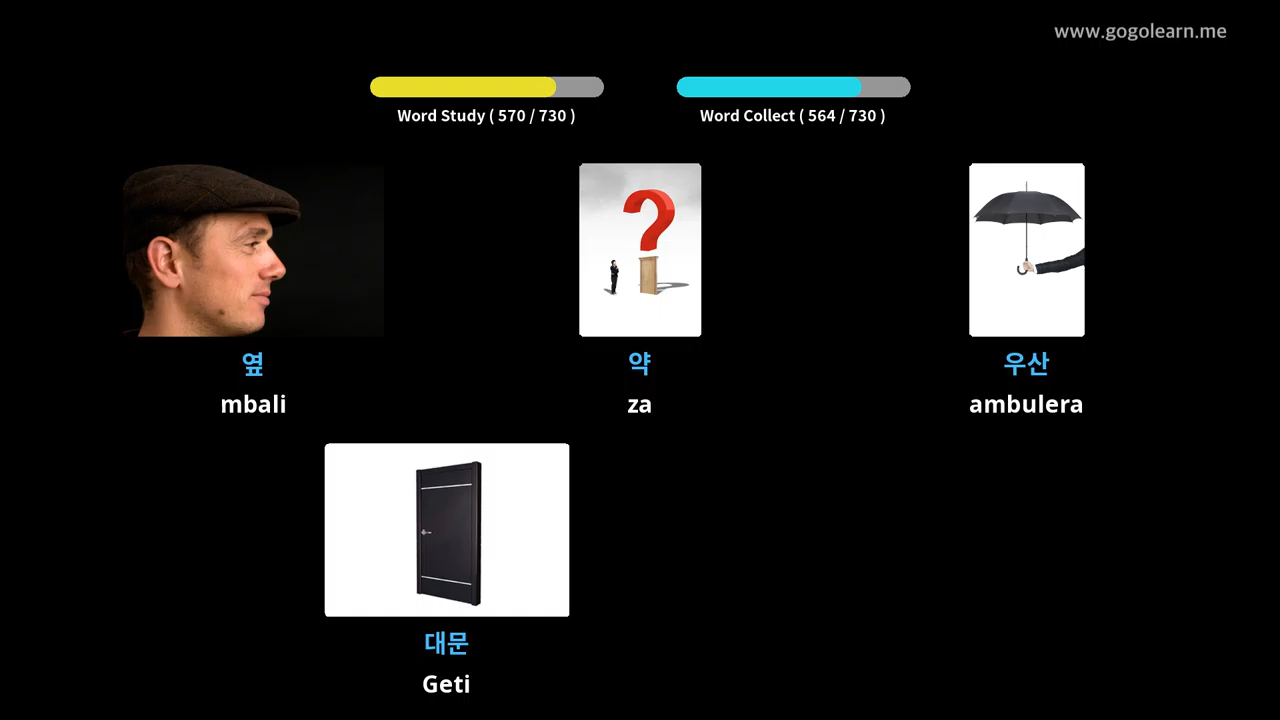 www.gogolearn.me
Word Study ( 570 / 730 )
Word Collect ( 564 / 730 )
옆
mbali
약
za
우산
ambulera
대문
Geti